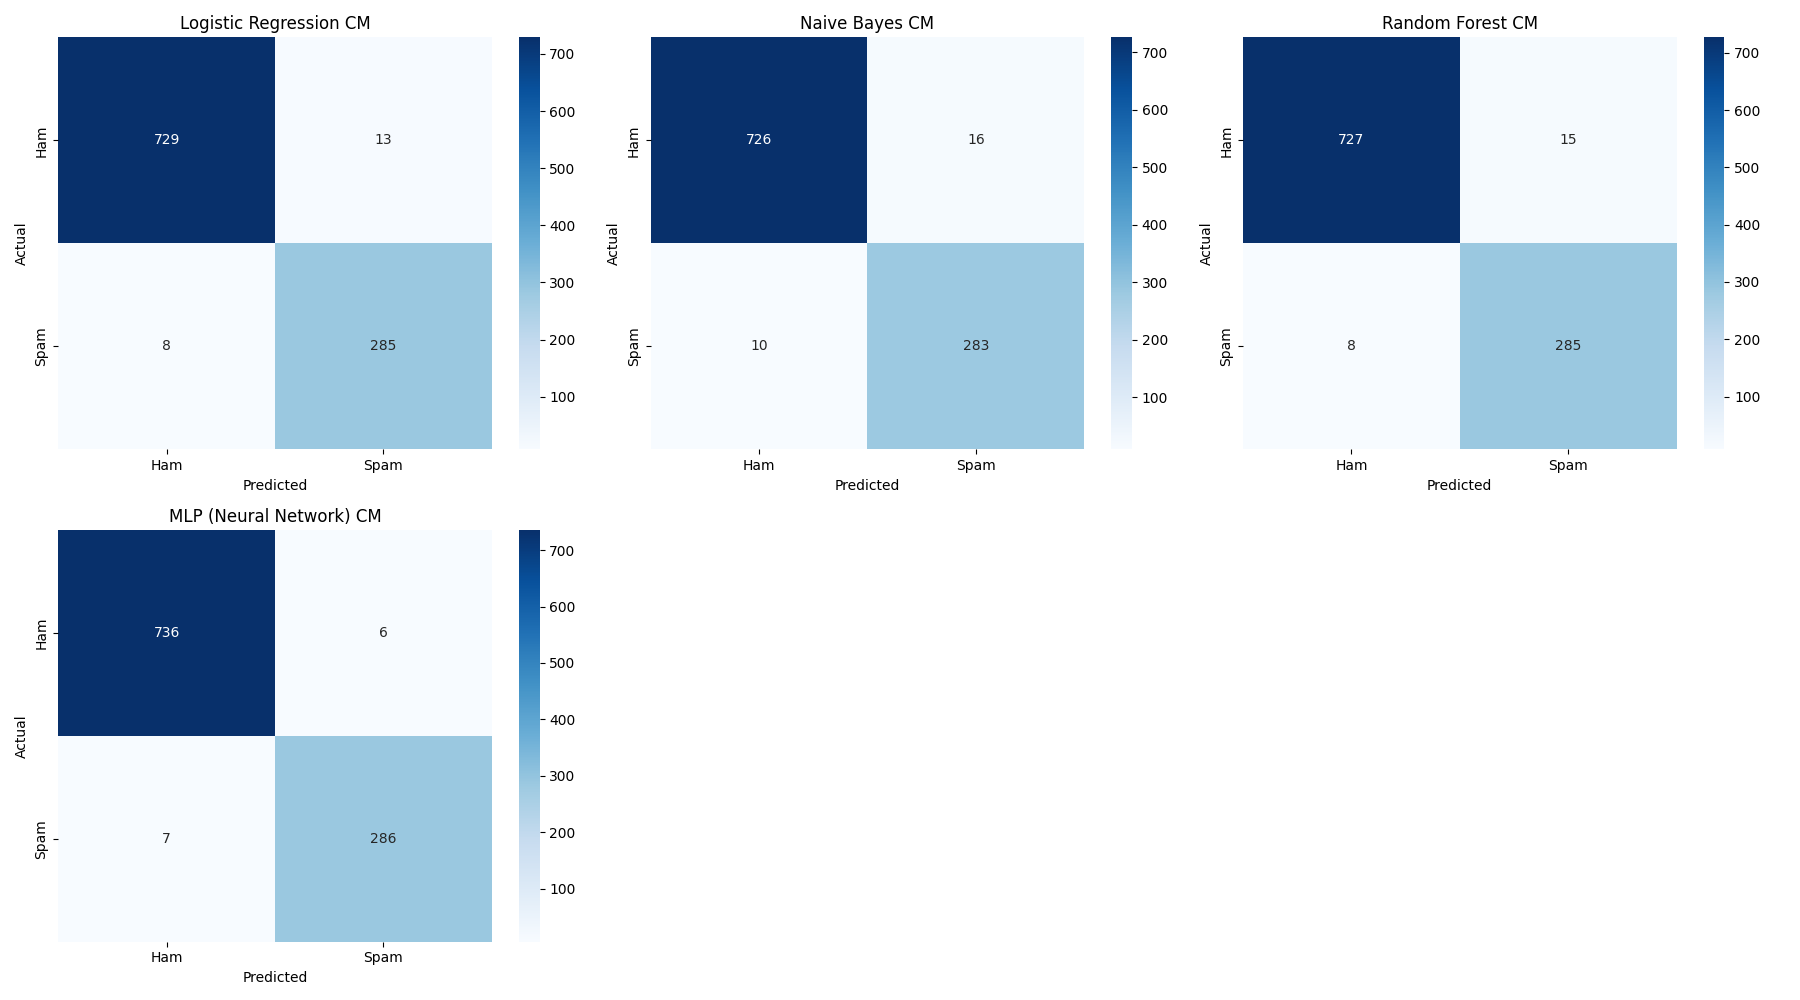 Logistic Regression CM
Actual
Ham
Spam
729 13
8 285
Ham Spam
Predicted
700
600
500
400
300
200
100
Naive Bayes CM
Actual
Ham
Spam
726 16
10 283
Ham Spam
Predicted
700
600
500
400
300
200
100
Random Forest CM
Actual
Ham
Spam
727 15
8 285
Ham Spam
Predicted
700
600
500
400
300
200
100
MLP (Neural Network) CM
Actual
Ham
Spam
736 6
7 286
Ham Spam
Predicted
700
600
500
400
300
200
100